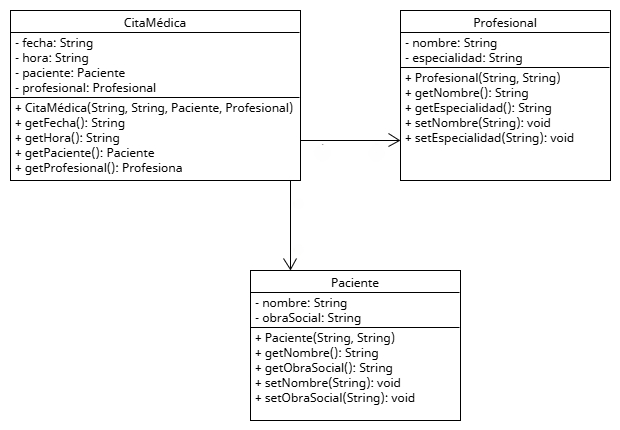 CitaMédica
- fecha: String
- hora: String
- paciente: Paciente
- profesional: Profesional
+ CitaMédica(String, String, Paciente, Profesional)
+ getFecha(): String
+ getHora(): String
+ getPaciente(): Paciente
+ getProfesional(): Profesiona
Profesional
- nombre: String
- especialidad: String
+ Profesional(String, String)
+ getNombre(): String
+ getEspecialidad(): String
+ setNombre(String): void
+ setEspecialidad(String): void
Paciente
- nombre: String
- obraSocial: String
+ Paciente(String, String)
+ getNombre(): String
+ getObraSocial(): String
+ setNombre(String): void
+ setObraSocial(String): void